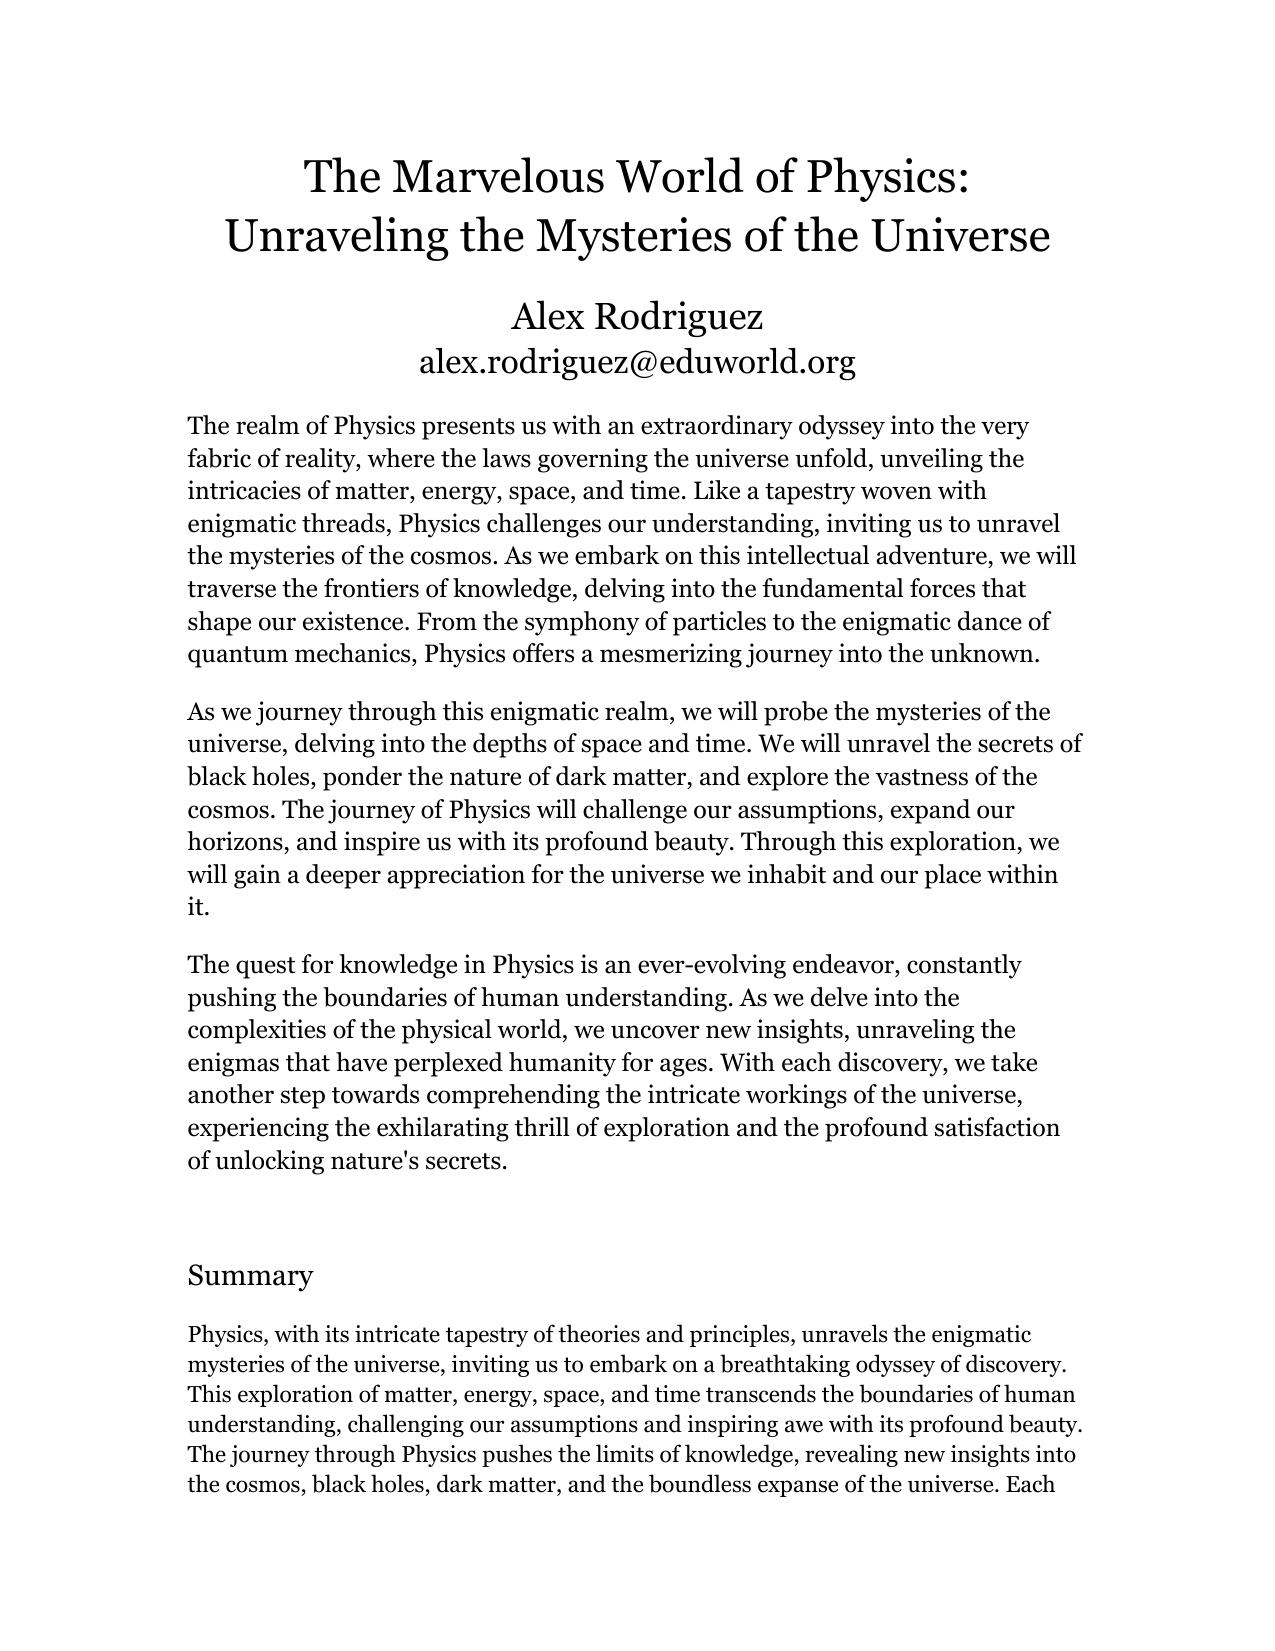 The Marvelous World of Physics:
Unraveling the Mysteries of the Universe
Alex Rodriguez
alex.rodriguez@eduworld.org
The realm of Physics presents us with an extraordinary odyssey into the very
fabric of reality, where the laws governing the universe unfold, unveiling the
intricacies of matter, energy, space, and time. Like a tapestry woven with
enigmatic threads, Physics challenges our understanding, inviting us to unravel
the mysteries of the cosmos. As we embark on this intellectual adventure, we will
traverse the frontiers of knowledge, delving into the fundamental forces that
shape our existence. From the symphony of particles to the enigmatic dance of
quantum mechanics, Physics offers a mesmerizing journey into the unknown.
As we journey through this enigmatic realm, we will probe the mysteries of the
universe, delving into the depths of space and time. We will unravel the secrets of
black holes, ponder the nature of dark matter, and explore the vastness of the
cosmos. The journey of Physics will challenge our assumptions, expand our
horizons, and inspire us with its profound beauty. Through this exploration, we
will gain a deeper appreciation for the universe we inhabit and our place within
it.
The quest for knowledge in Physics is an ever-evolving endeavor, constantly
pushing the boundaries of human understanding. As we delve into the
complexities of the physical world, we uncover new insights, unraveling the
enigmas that have perplexed humanity for ages. With each discovery, we take
another step towards comprehending the intricate workings of the universe,
experiencing the exhilarating thrill of exploration and the profound satisfaction
of unlocking nature's secrets.
Summary
Physics, with its intricate tapestry of theories and principles, unravels the enigmatic
mysteries of the universe, inviting us to embark on a breathtaking odyssey of discovery.
This exploration of matter, energy, space, and time transcends the boundaries of human
understanding, challenging our assumptions and inspiring awe with its profound beauty.
The journey through Physics pushes the limits of knowledge, revealing new insights into
the cosmos, black holes, dark matter, and the boundless expanse of the universe. Each